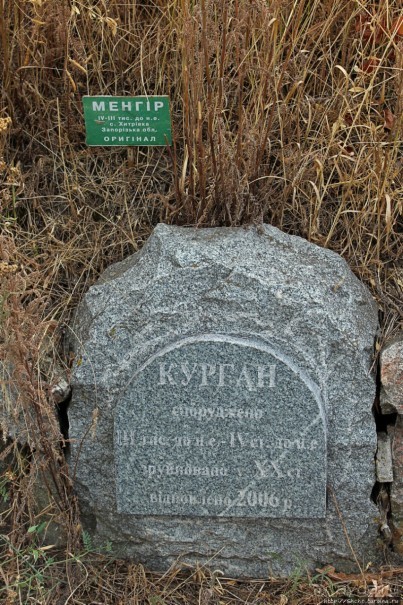 МЕНГІР
IV-III тис. до н.е.
с. Хитрівка
Запорізька обл.
ОРИГІНАЛ
КУРГАН
споруджено
III тис. до н.е.-IV ст. до н.е
зруйновано у XX ст
відновлено 2006 р